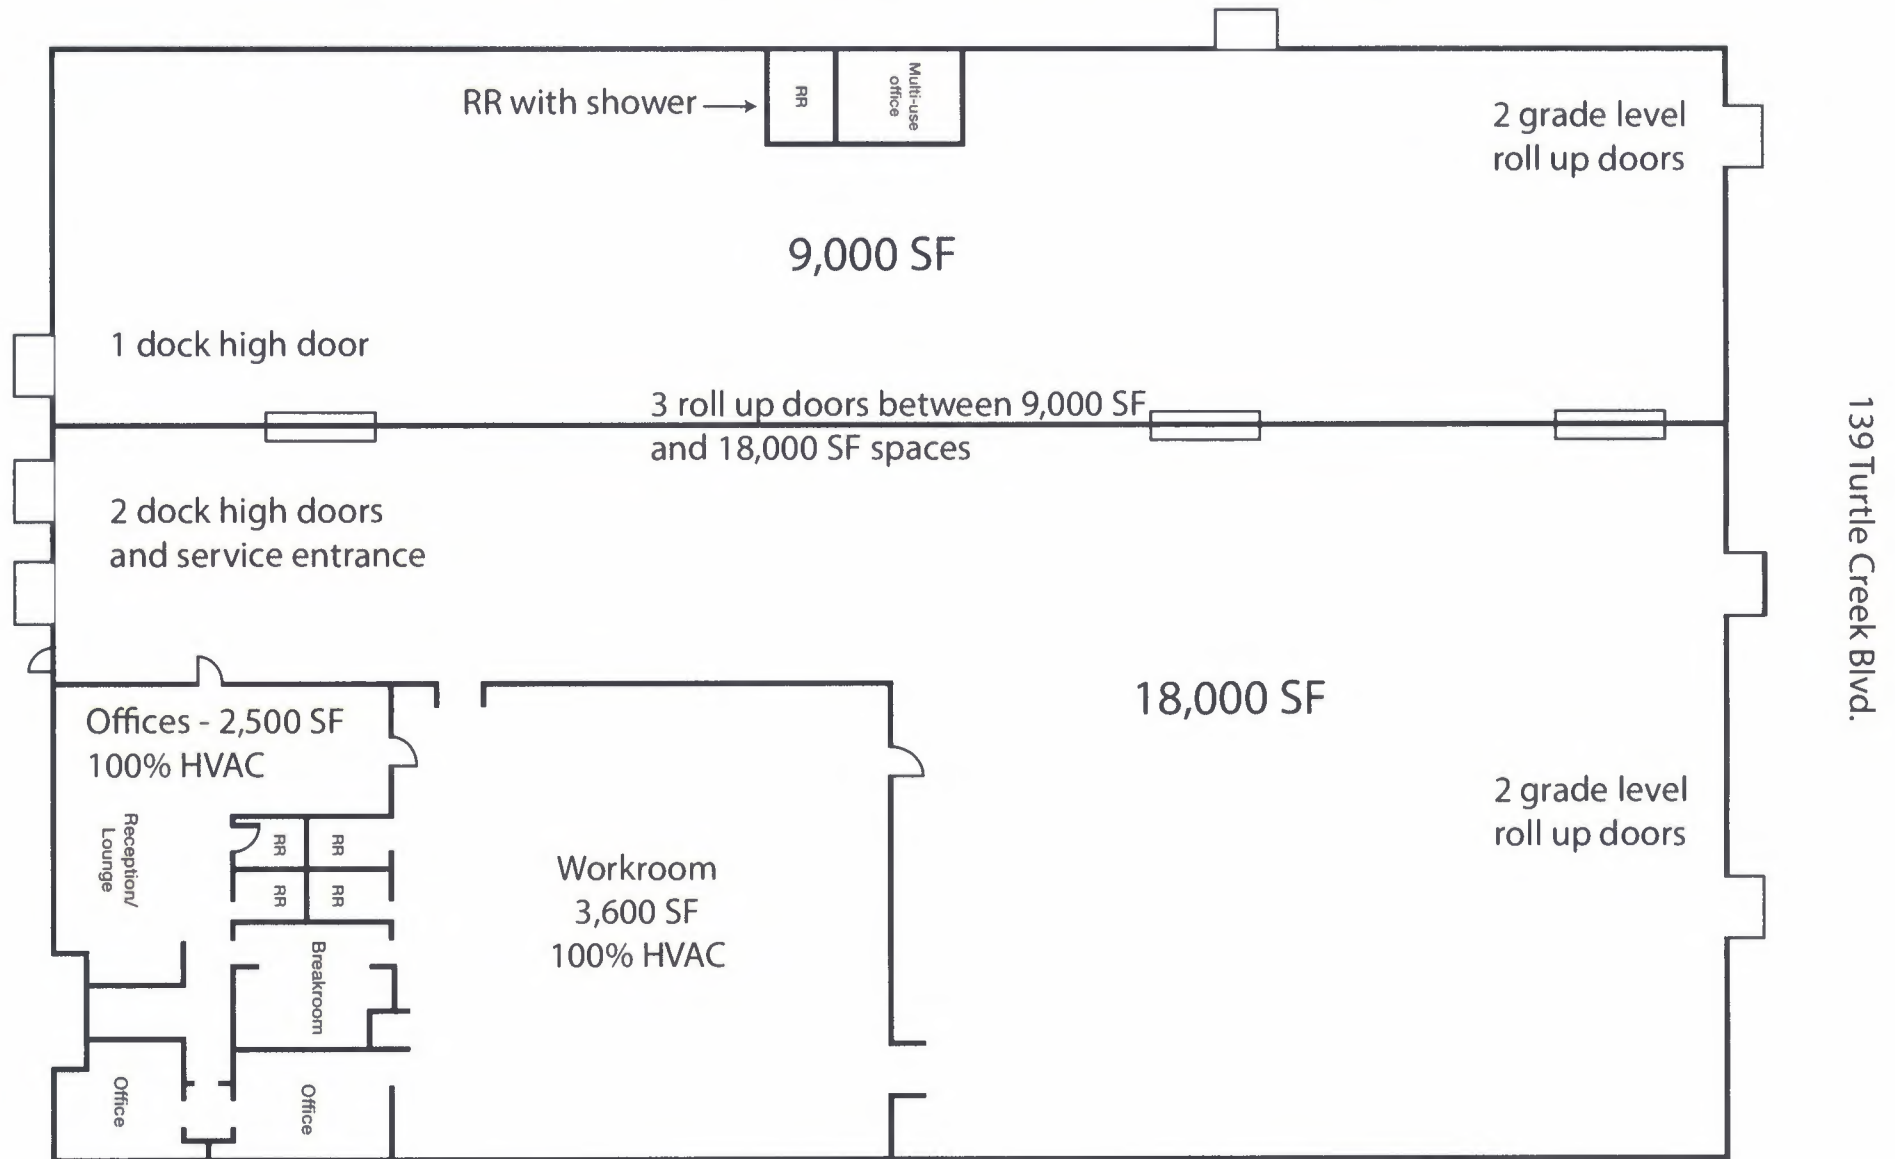 RR with shower
RR
Multi-use
office
2 grade level
roll up doors
9,000 SF
1 dock high door
3 roll up doors between 9,000 SF
and 18,000 SF spaces
139 Turtle Creek Blvd.
2 dock high doors
and service entrance
18,000 SF
Offices - 2,500 SF
100% HVAC
2 grade level
roll up doors
Reception/
Lounge
RR
RR
RR
RR
Workroom
3,600 SF
100% HVAC
Breakroom
Office
Office